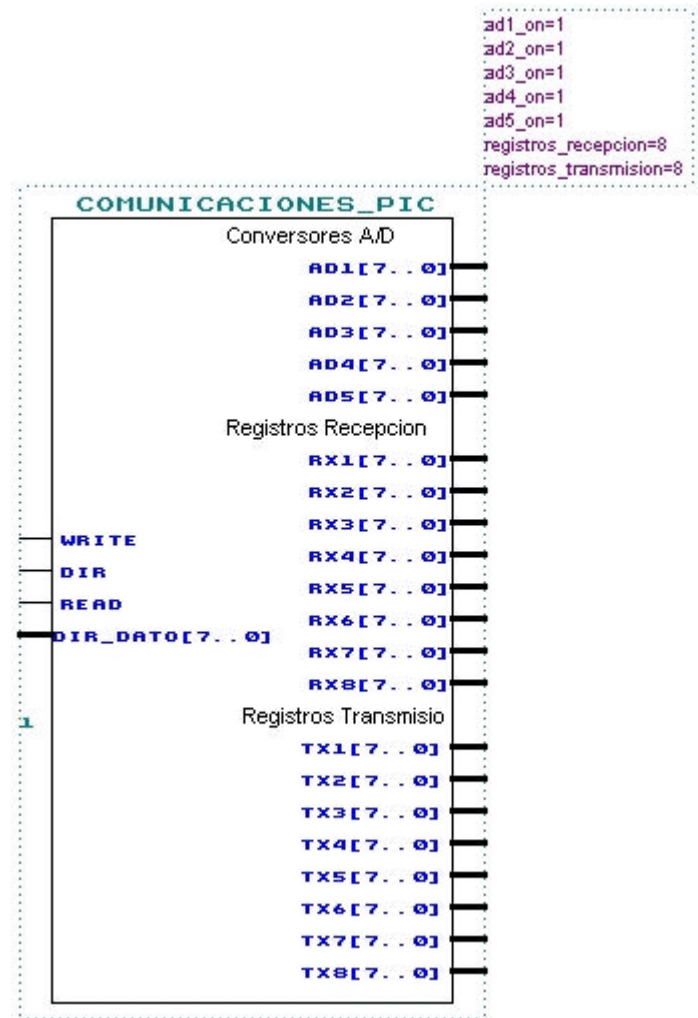 ad1_on=1
ad2_on=1
ad3_on=1
ad4_on=1
ad5_on=1
registros_recepcion=8
registros_transmision=8
COMUNICACIONES_PIC
Conversores A/D
AD1[7..0]
AD2[7..0]
AD3[7..0]
AD4[7..0]
AD5[7..0]
Registros Recepcion
RX1[7..0]
RX2[7..0]
RX3[7..0]
WRITE
RX4[7..0]
DIR
RX5[7..0]
READ
RX6[7..0]
DIR_DATO[7..0]
RX7[7..0]
RX8[7..0]
1
Registros Transmisio
TX1[7..0]
TX2[7..0]
TX3[7..0]
TX4[7..0]
TX5[7..0]
TX6[7..0]
TX7[7..0]
TX8[7..0]